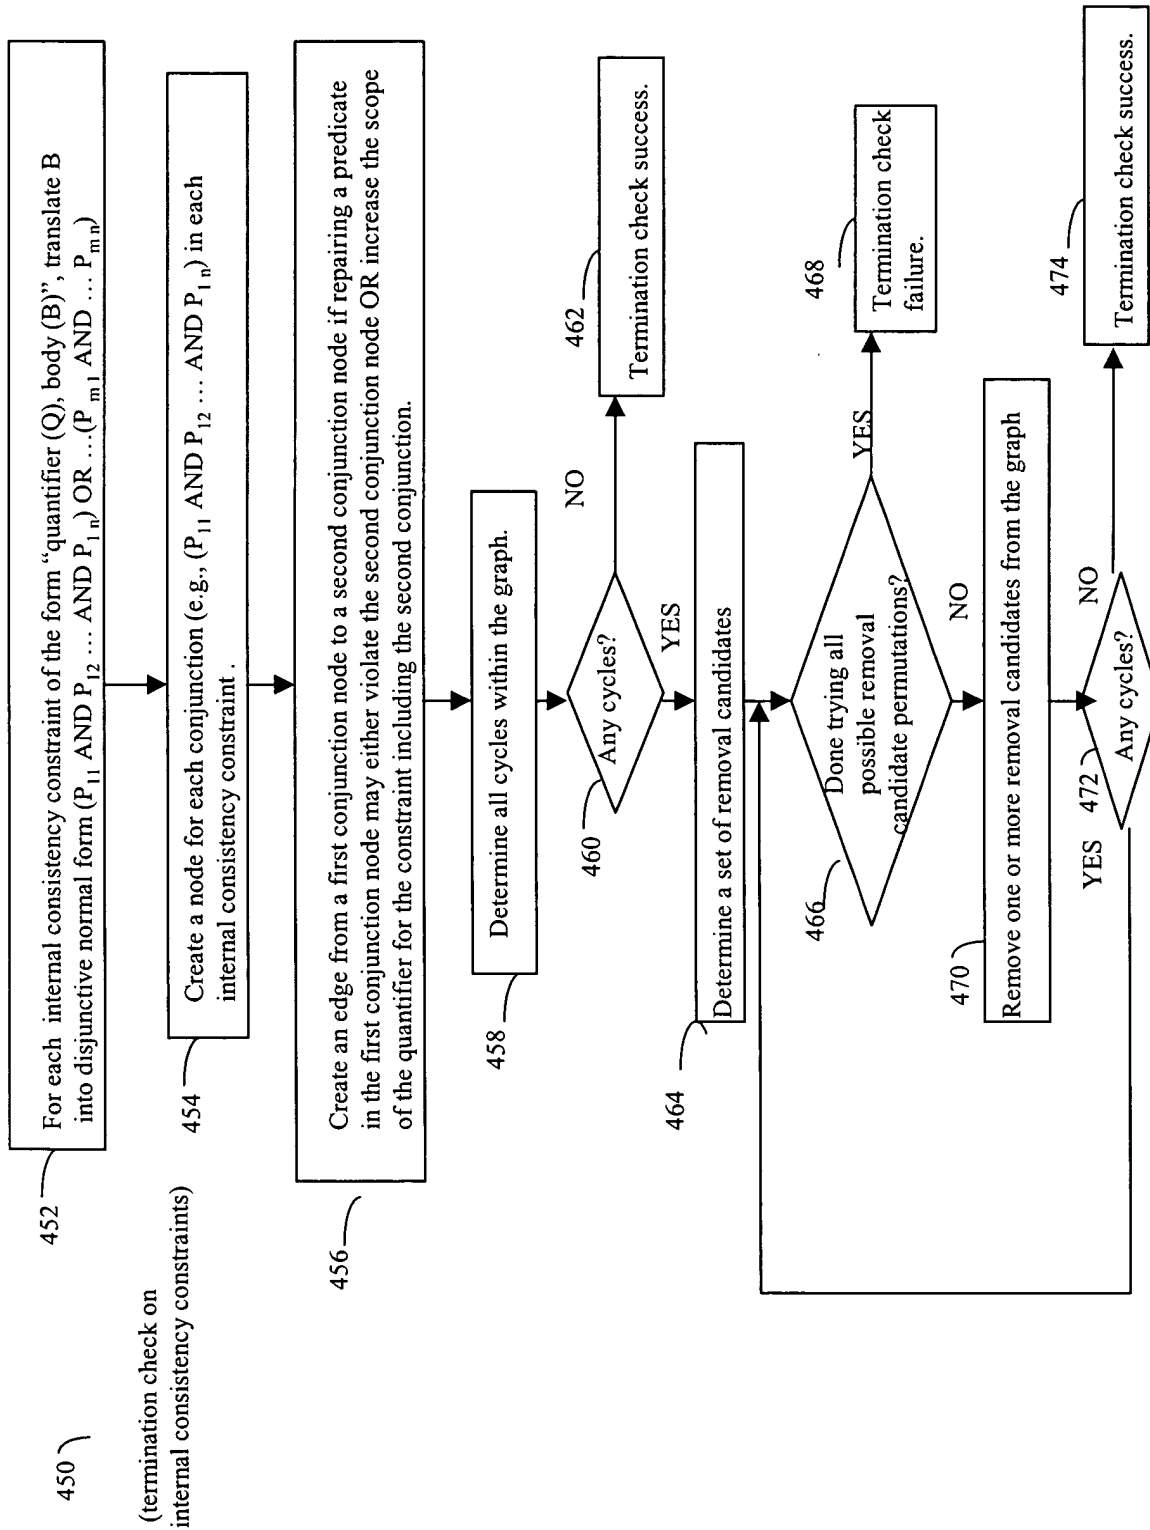 450
(termination check on
internal consistency constraints)
452
For each internal consistency constraint of the form “quantifier (Q), body (B)”, translate B
into disjunctive normal form (P11 AND P12 ... AND P1n) OR ...(Pm1 AND ... Pmn)
454
Create a node for each conjunction (e.g., (P11 AND P12 ... AND P1n) in each
internal consistency constraint .
456
Create an edge from a first conjunction node to a second conjunction node if repairing a predicate
in the first conjunction node may either violate the second conjunction node OR increase the scope
of the quantifier for the constraint including the second conjunction.
458
Determine all cycles within the graph.
460
Any cycles?
NO
462
Termination check success.
YES
464
Determine a set of removal candidates
466
Done trying all
possible removal
candidate permutations?
YES
468
Termination check
failure.
NO
470
Remove one or more removal candidates from the graph
472
Any cycles?
YES
NO
474
Termination check success.